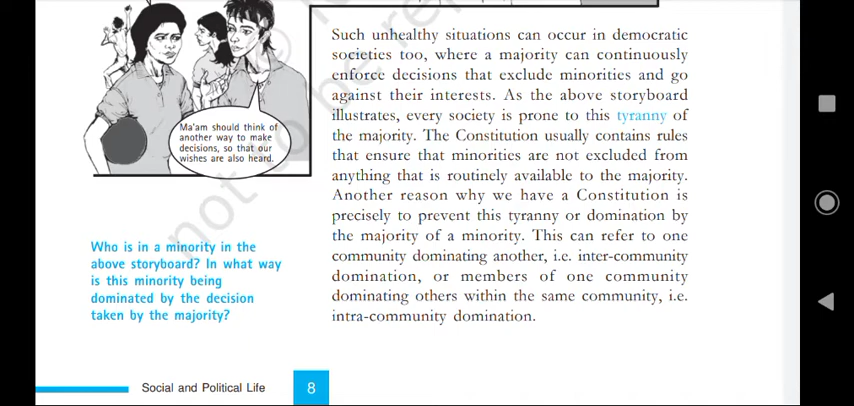 Ma'am should think of
another way to make
decisions, so that our
wishes are also heard.
Who is in a minority in the
above storyboard? In what way
is this minority being
dominated by the decision
taken by the majority?
Such unhealthy situations can occur in democratic
societies too, where a majority can continuously
enforce decisions that exclude minorities and go
against their interests. As the above storyboard
illustrates, every society is prone to this tyranny of
the majority. The Constitution usually contains rules
that ensure that minorities are not excluded from
anything that is routinely available to the majority.
Another reason why we have a Constitution is
precisely to prevent this tyranny or domination by
the majority of a minority. This can refer to one
community dominating another, i.e. inter-community
domination, or members of one community
dominating others within the same community, i.e.
intra-community domination.
Social and Political Life
8
not to be re